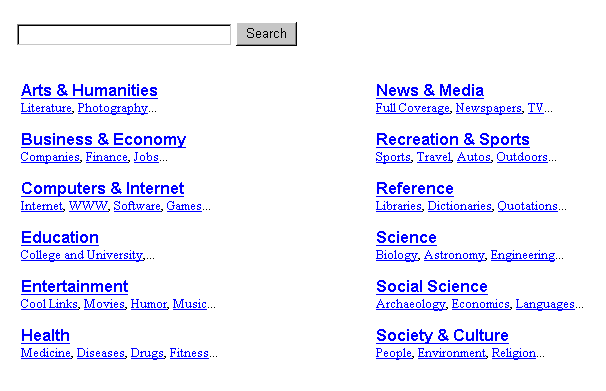 Search
Arts & Humanities
Literature, Photography...
Business & Economy
Companies, Finance, Jobs...
Computers & Internet
Internet, WWW, Software, Games...
Education
College and University,...
Entertainment
Cool Links, Movies, Humor, Music...
Health
Medicine, Diseases, Drugs, Fitness...
News & Media
Full Coverage, Newspapers, TV...
Recreation & Sports
Sports, Travel, Autos, Outdoors...
Reference
Libraries, Dictionaries, Quotations...
Science
Biology, Astronomy, Engineering...
Social Science
Archaeology, Economics, Languages...
Society & Culture
People, Environment, Religion...